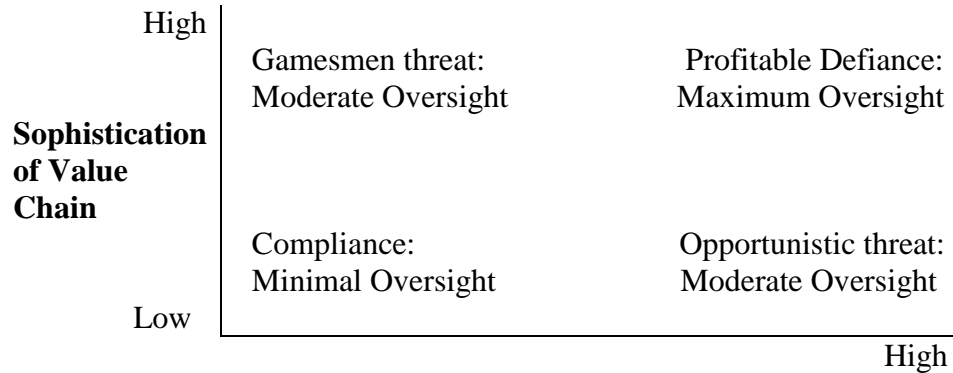 High
Gamesmen threat: Profitable Defiance:
Moderate Oversight Maximum Oversight
Sophistication
of Value
Chain
Compliance: Opportunistic threat:
Minimal Oversight Moderate Oversight
Low
High